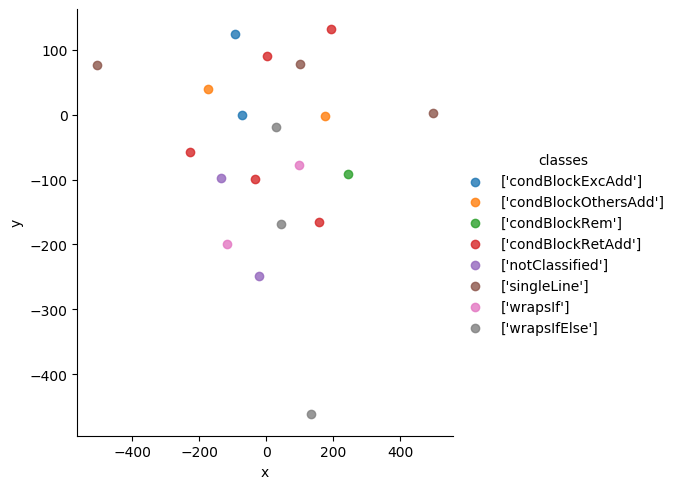 100
0
−100
−200
−300
−400
y
−400
−200
0
200
400
x
classes
['condBlockExcAdd']
['condBlockOthersAdd']
['condBlockRem']
['condBlockRetAdd']
['notClassified']
['singleLine']
['wrapsIf']
['wrapsIfElse']